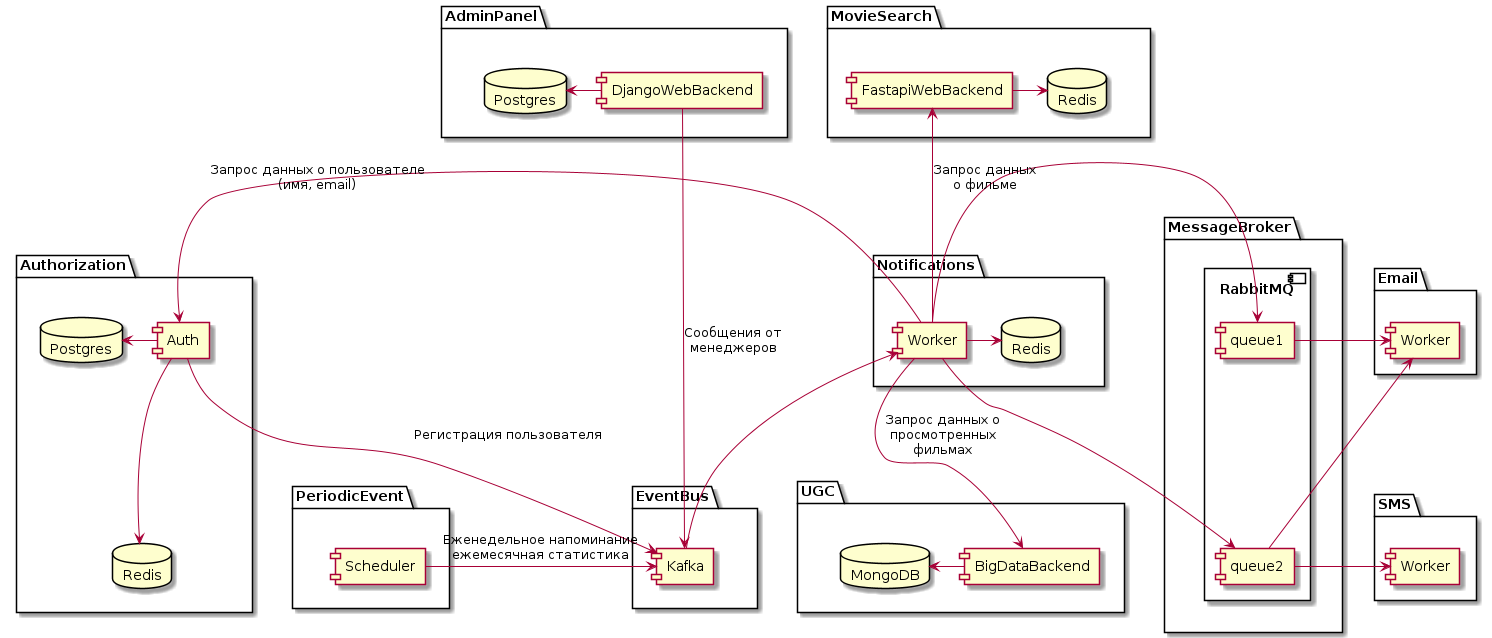 AdminPanel
Postgres
DjangoWebBackend
MovieSearch
FastapiWebBackend
Redis
Запрос данных о пользователе
(имя, email)
Запрос данных
о фильме
Authorization
Postgres
Auth
Redis
Сообщения от
менеджеров
Notifications
Worker
Redis
MessageBroker
RabbitMQ
queue1
queue2
Email
Worker
SMS
Worker
Регистрация пользователя
Запрос данных о
просмотренных
фильмах
PeriodicEvent
Scheduler
Еженедельное напоминание
ежемесячная статистика
EventBus
Kafka
UGC
MongoDB
BigDataBackend